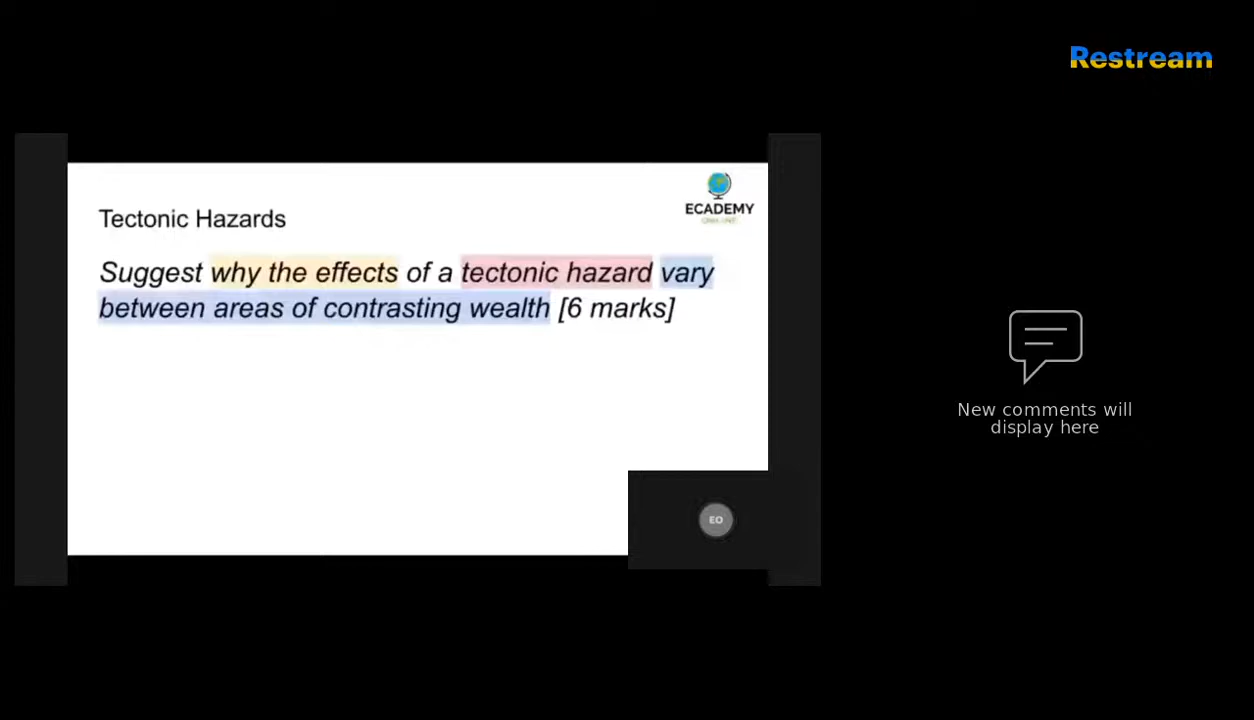 Restream
ECADEMY
Tectonic Hazards
Suggest why the effects of a tectonic hazard vary
between areas of contrasting wealth [6 marks]
New comments will
display here
EO